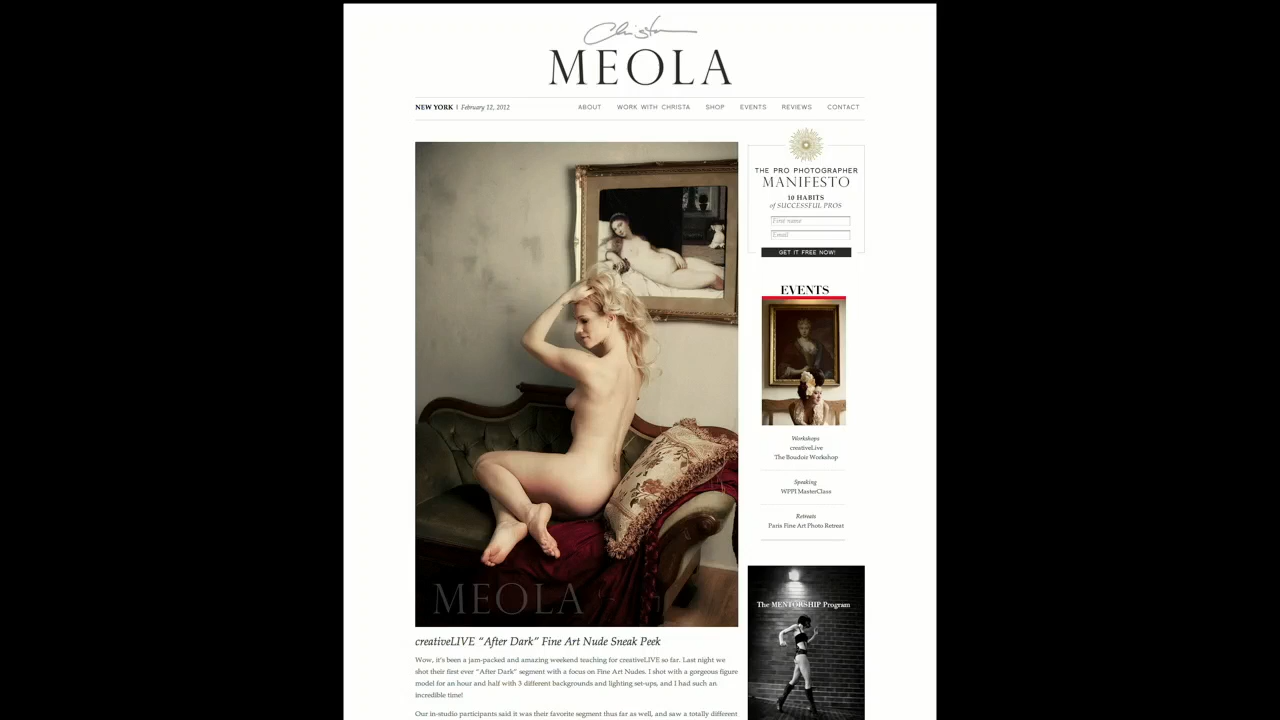 Christa
MEOLA
NEW YORK | February 12, 2012
ABOUT WORK WITH CHRISTA SHOP EVENTS REVIEWS CONTACT
THE PRO PHOTOGRAPHER
MANIFESTO
10 HABITS
of SUCCESSFUL PROS
First name
Email
GET IT FREE NOW!
EVENTS
Workshops
creativeLive
The Boudoir Workshop
Speaking
WPPI MasterClass
Retreats
Paris Fine Art Photo Retreat
The MENTORSHIP Program
MEOLA
creativeLIVE “After Dark” Fine Art Nude Sneak Peek
Wow, it's been a jam-packed and amazing weekend teaching for creativeLIVE so far. Last night we
shot their first ever “After Dark” segment with a focus on Fine Art Nudes. I shot with a gorgeous figure
model for an hour and half with 3 different backgrounds and lighting set-ups, and I had such an
incredible time!
Our in-studio participants said it was their favorite segment thus far as well, and saw a totally different